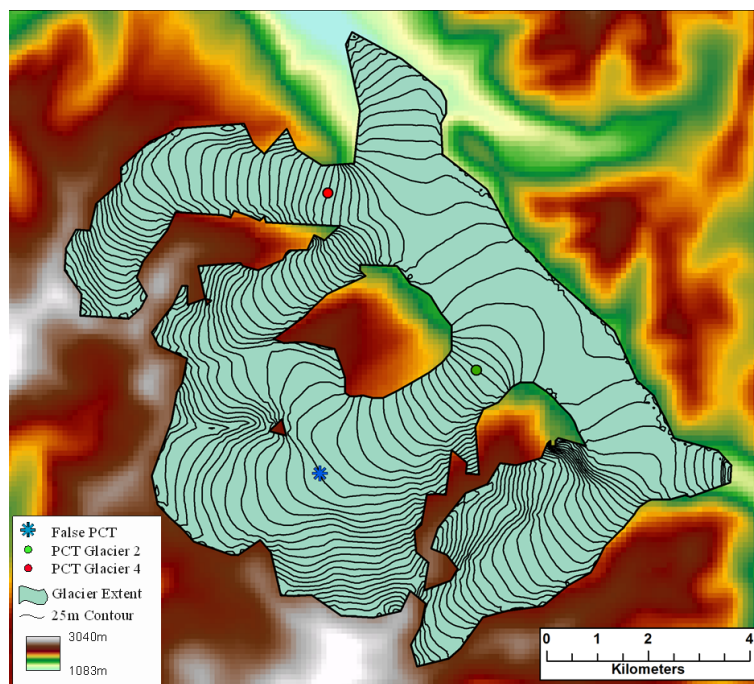 False PCT
PCT Glacier 2
PCT Glacier 4
Glacier Extent
25m Contour
3040m
1083m
0 1 2 4
Kilometers